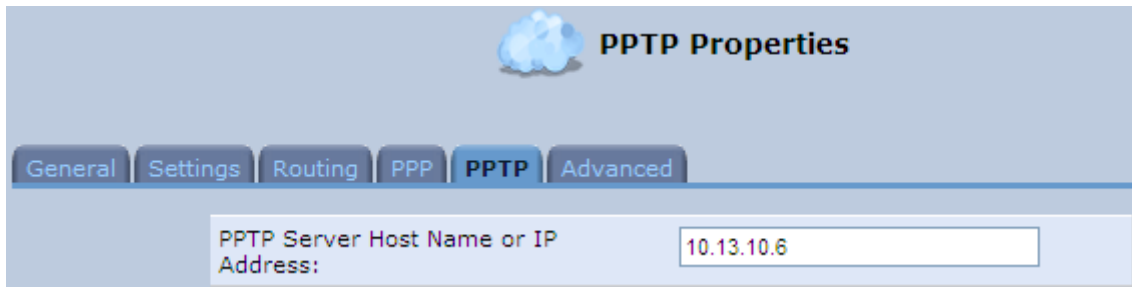 PPTP Properties
General Settings Routing PPP PPTP Advanced
PPTP Server Host Name or IP
Address:
10.13.10.6